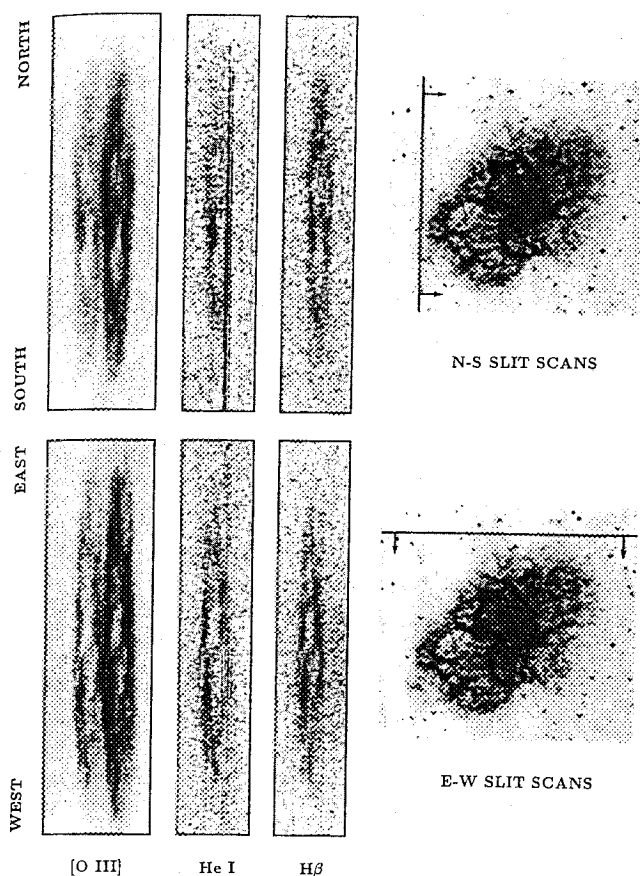 NORTH
SOUTH
N-S SLIT SCANS
EAST
WEST
E-W SLIT SCANS
[O III]
He I
Hβ